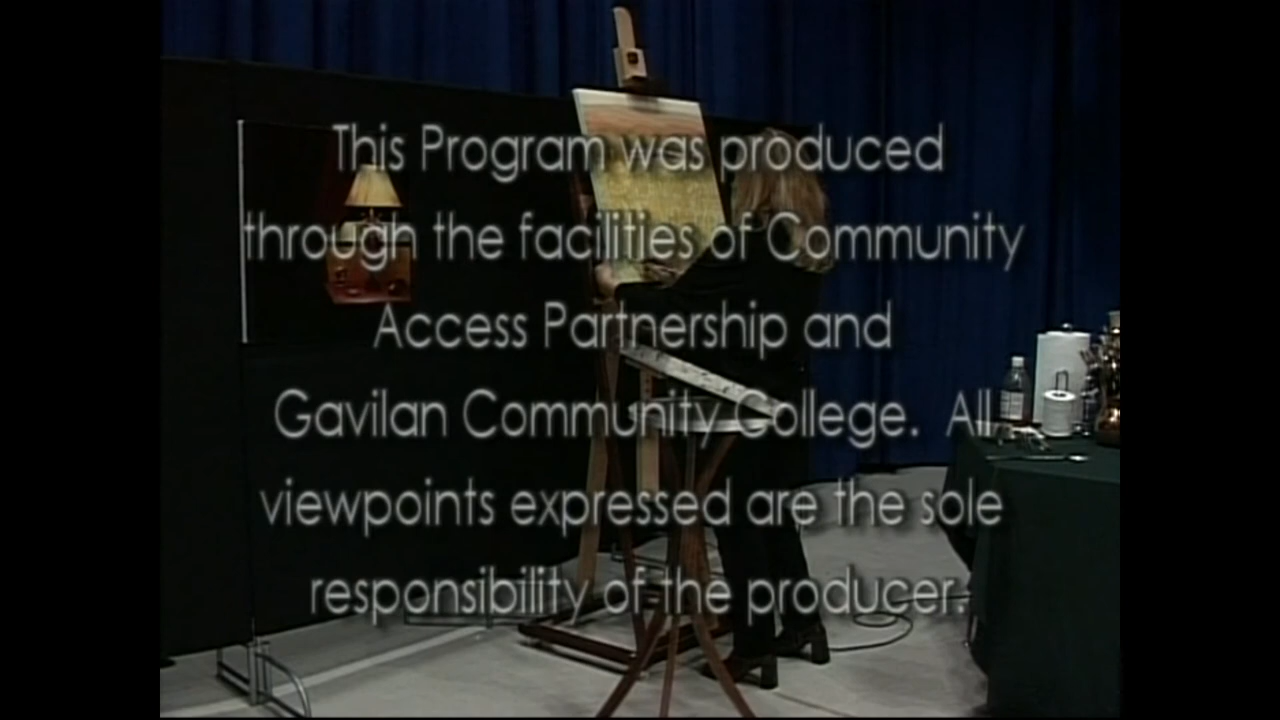 This Program was produced
through the facilities of Community
Access Partnership and
Gavilan Community College.  All
viewpoints expressed are the sole
responsibility of the producer.